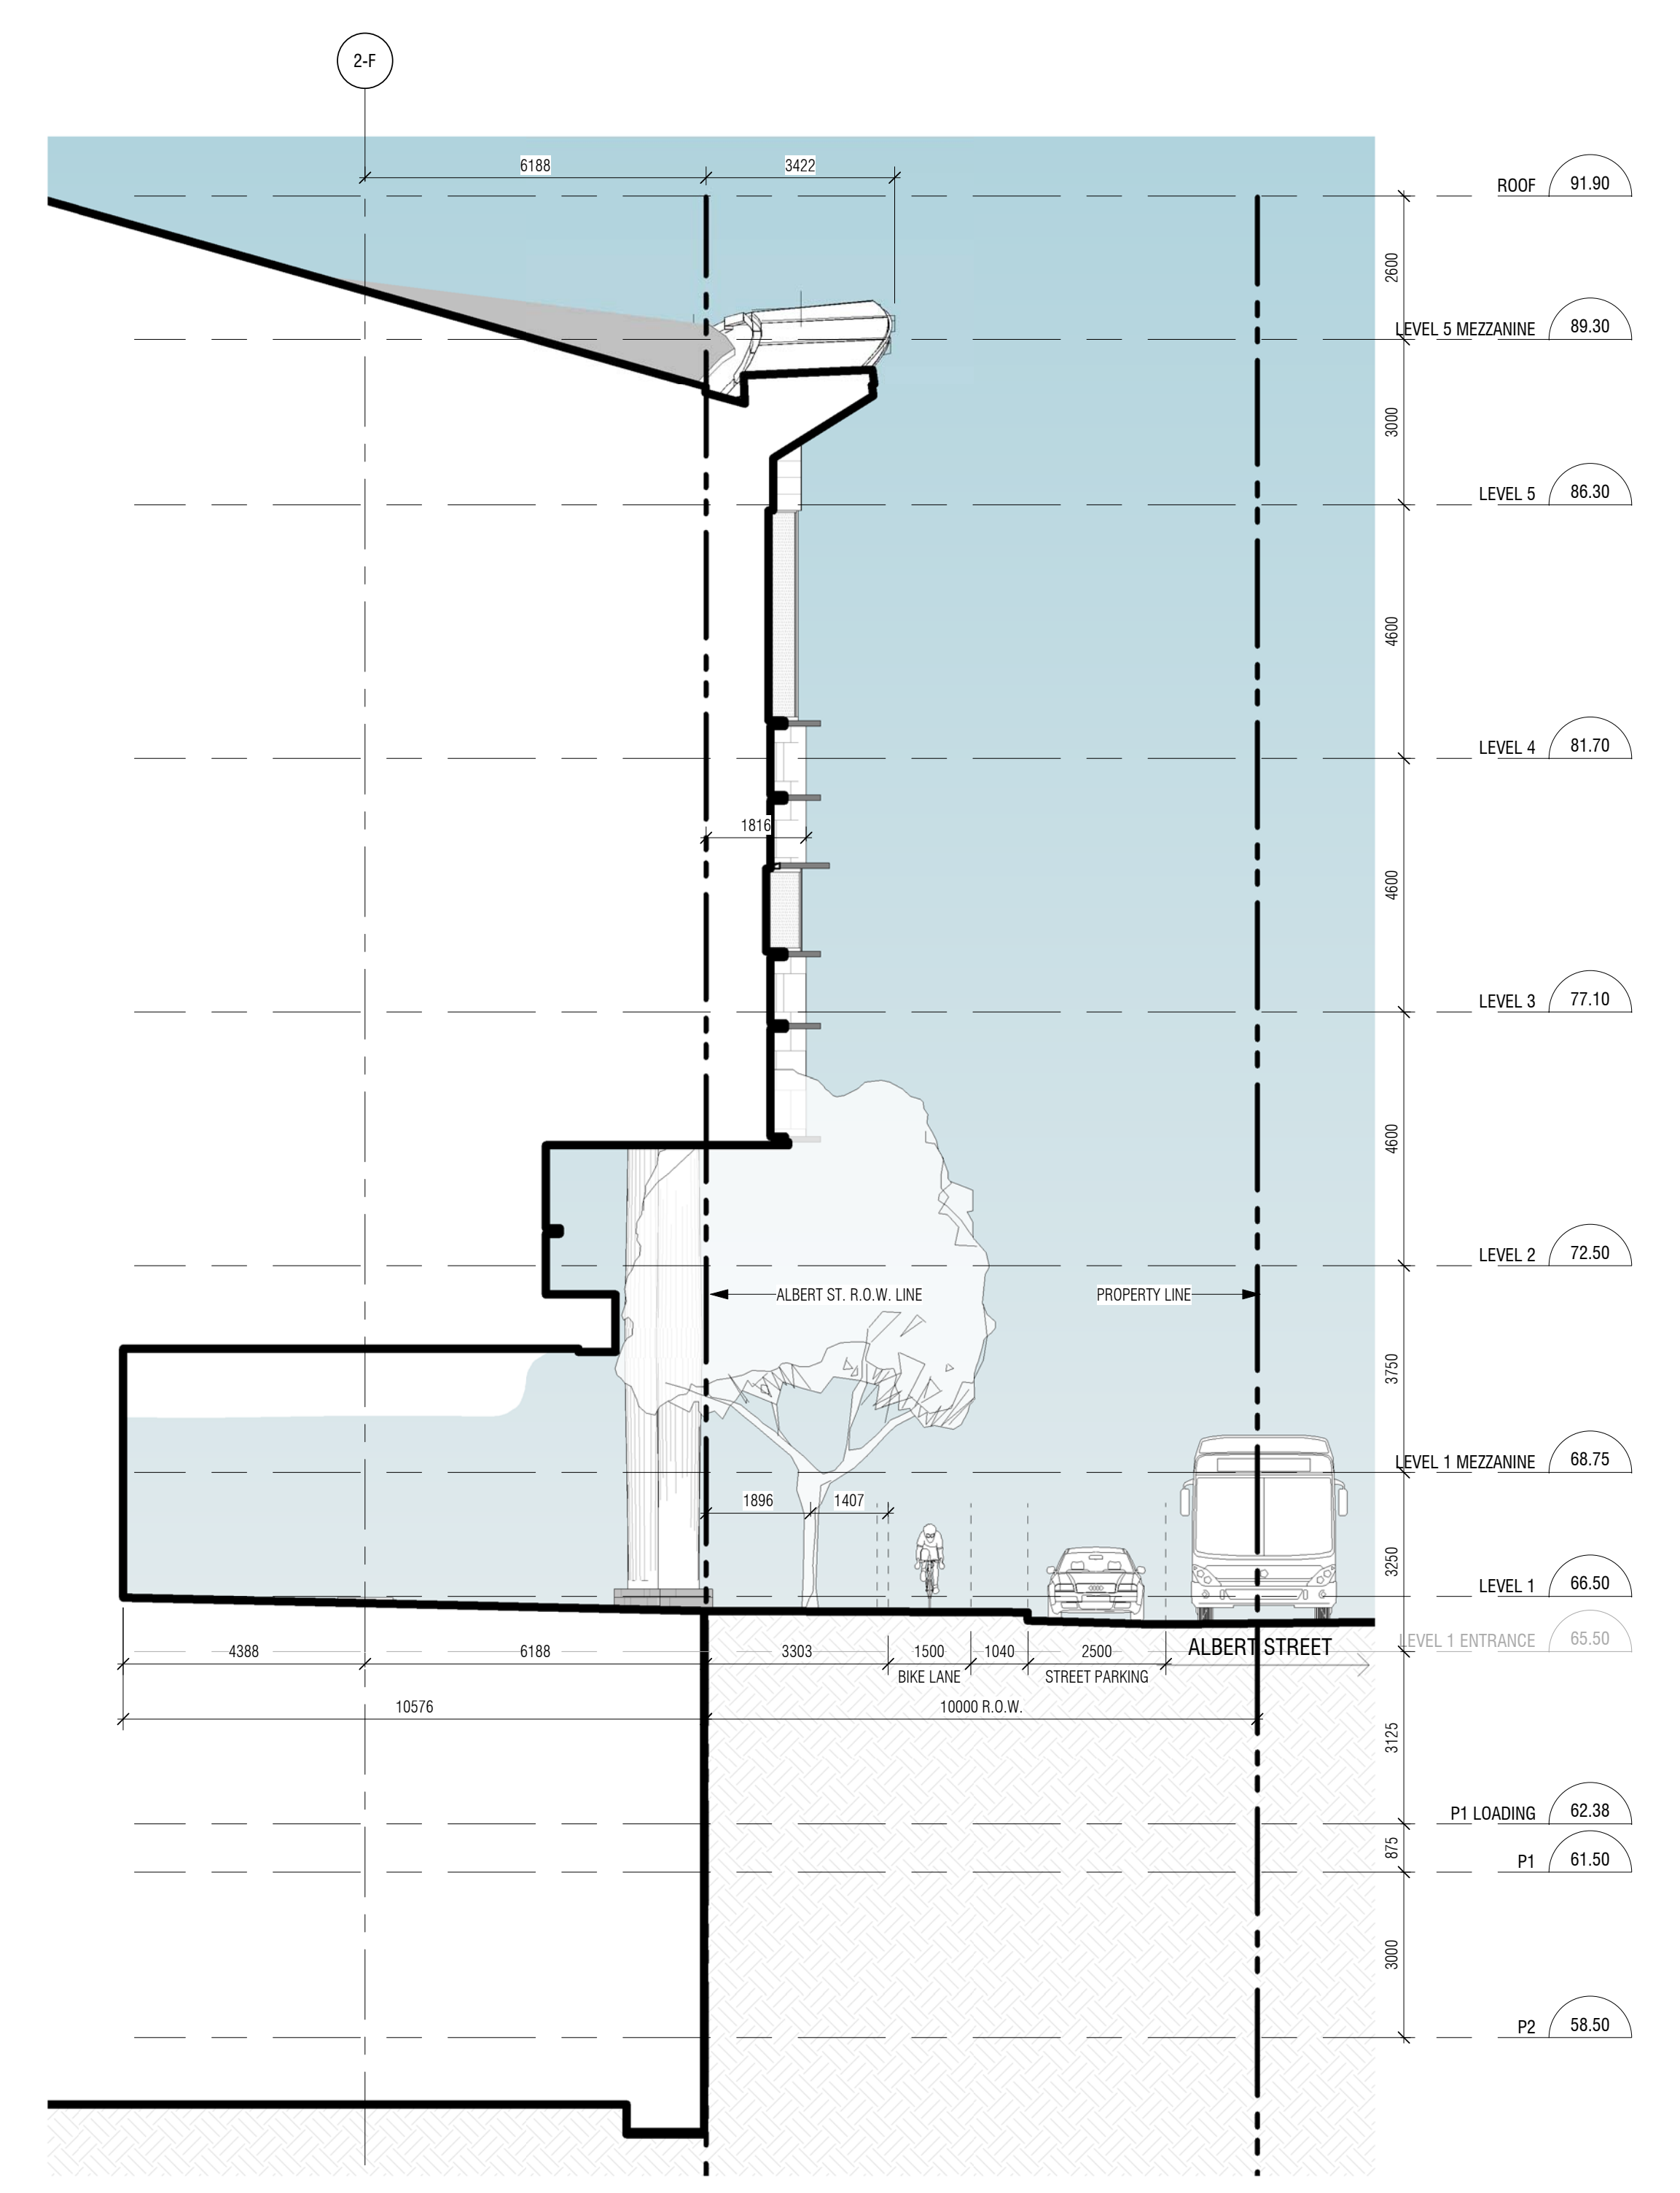 2-F
6188
3422
ROOF 91.90
2600
LEVEL 5 MEZZANINE 89.30
3000
LEVEL 5 86.30
4600
LEVEL 4 81.70
1816
4600
LEVEL 3 77.10
4600
LEVEL 2 72.50
ALBERT ST. R.O.W. LINE
PROPERTY LINE
3750
LEVEL 1 MEZZANINE 68.75
1896
1407
3250
LEVEL 1 66.50
LEVEL 1 ENTRANCE 65.50
ALBERT STREET
4388
6188
3303
1500
1040
2500
BIKE LANE
STREET PARKING
10576
10000 R.O.W.
3125
P1 LOADING 62.38
875
P1 61.50
3000
P2 58.50